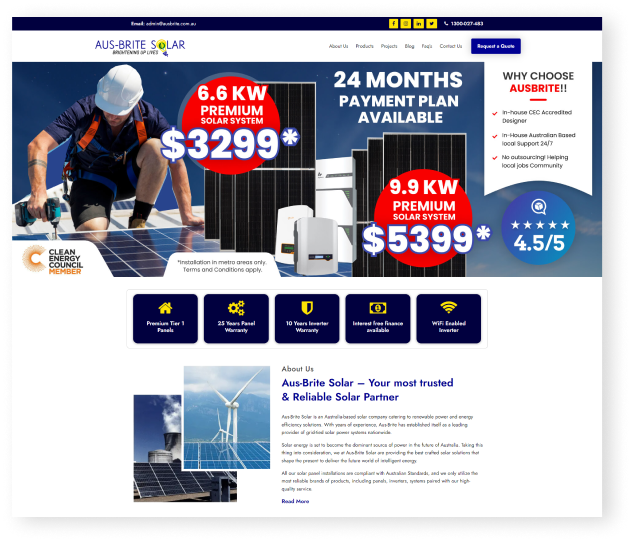 Email: admin@ausbrite.com.au
1300-027-483
AUS-BRITE SOLAR
BRIGHTENING UP LIVES
About Us Products Projects Blog Faq's Contact Us Request a Quote
6.6 KW
PREMIUM
SOLAR SYSTEM
$3299*
24 MONTHS
PAYMENT PLAN
AVAILABLE
9.9 KW
PREMIUM
SOLAR SYSTEM
$5399*
WHY CHOOSE
AUSBRITE!!
In-house CEC Accredited
Designer
In-House Australian Based
local Support 24/7
No outsourcing! Helping
local jobs Community
4.5/5
CLEAN
ENERGY
COUNCIL
MEMBER
*Installation in metro areas only.
Terms and Conditions apply.
Premium Tier 1
Panels
25 Years Panel
Warranty
10 Years Inverter
Warranty
Interest free finance
available
WiFi Enabled
Inverter
About Us
Aus-Brite Solar – Your most trusted
& Reliable Solar Partner
Aus-Brite Solar is an Australia-based solar company catering to renewable power and energy
efficiency solutions. With years of experience, Aus-Brite has established itself as a leading
provider of grid-tied solar power systems nationwide.
Solar energy is set to become the dominant source of power in the future of Australia. Taking this
thing into consideration, we at Aus-Brite Solar are providing the best crafted solar solutions that
shape the present to deliver the future world of intelligent energy.
All our solar panel installations are compliant with Australian Standards, and we only utilize the
most reliable brands of products, including panels, inverters, systems paired with our high-
quality service.
Read More